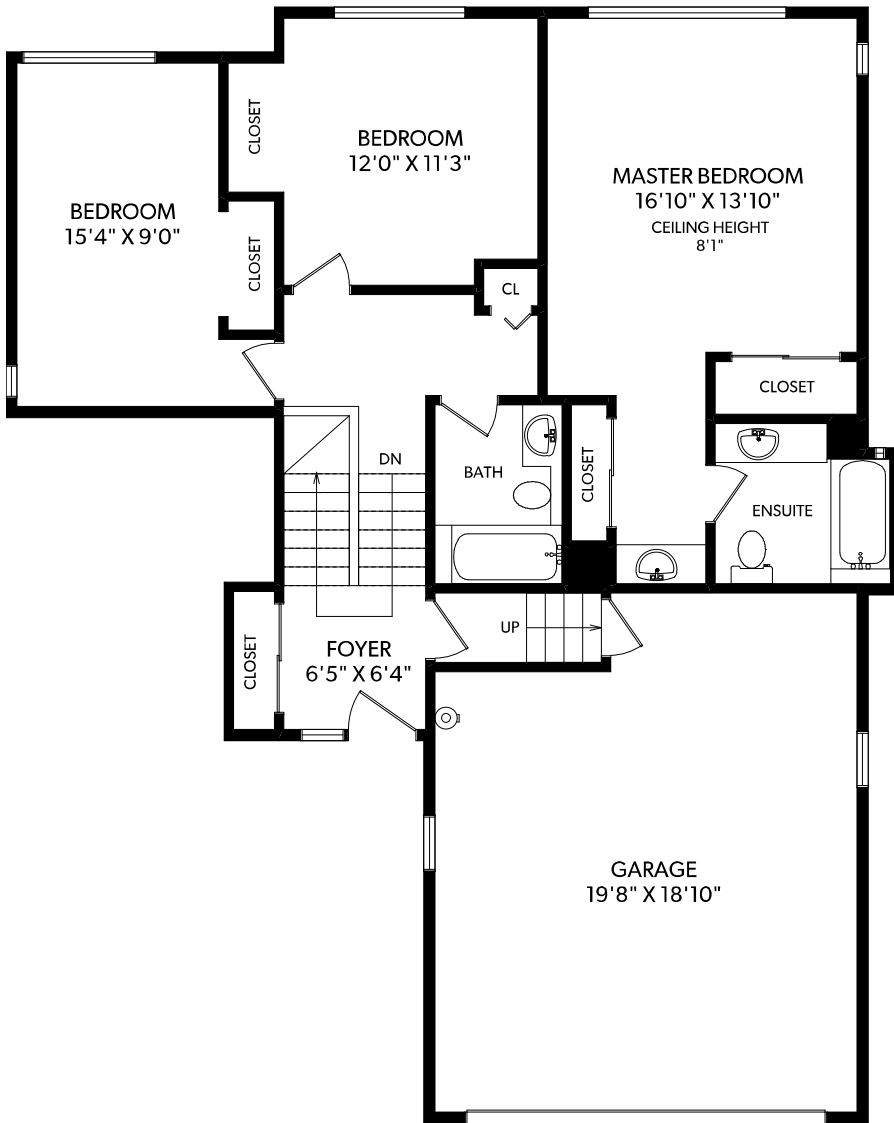 CLOSET
BEDROOM
12'0" X 11'3"
MASTER BEDROOM
16'10" X 13'10"
CEILING HEIGHT
8'1"
BEDROOM
15'4" X 9'0"
CLOSET
CL
CLOSET
DN
BATH
CLOSET
ENSUITE
UP
CLOSET
FOYER
6'5" X 6'4"
GARAGE
19'8" X 18'10"